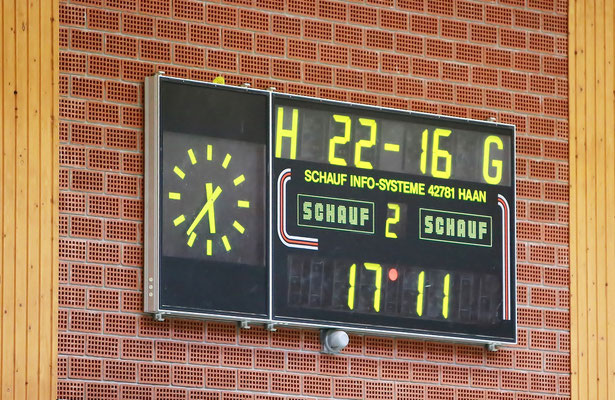 H 22-16 G
SCHAUF INFO-SYSTEME 42781 HAAN
SCHAUF 2 SCHAUF
17 11